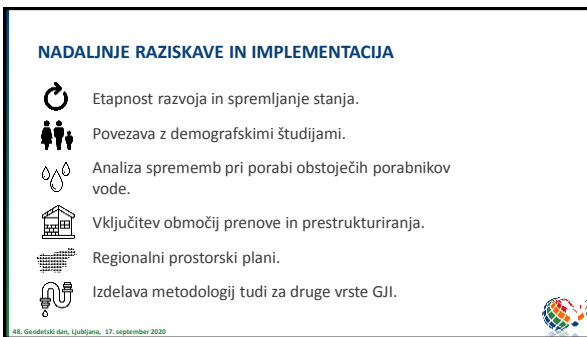 NADALJNJE RAZISKAVE IN IMPLEMENTACIJA
Etapnost razvoja in spremljanje stanja.
Povezava z demografskimi študijami.
Analiza sprememb pri porabi obstoječih porabnikov
vode.
Vključitev območij prenove in prestrukturiranja.
Regionalni prostorski plani.
Izdelava metodologij tudi za druge vrste GJI.
48. Geodetski dan, Ljubljana, 17. september 2020